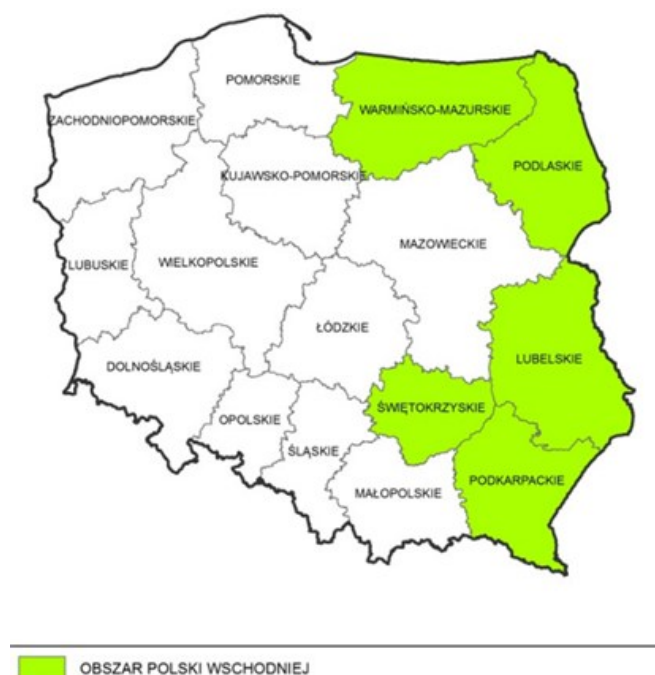 POMORSKIE
WARMIŃSKO-MAZURSKIE
ZACHODNIOPOMORSKIE
PODLASKIE
KUJAWSKO-POMORSKIE
MAZOWIECKIE
LUBUSKIE
WIELKOPOLSKIE
ŁÓDZKIE
LUBELSKIE
DOLNOŚLĄSKIE
ŚWIĘTOKRZYSKIE
OPOLSKIE
ŚLĄSKIE
PODKARPACKIE
MAŁOPOLSKIE
OBSZAR POLSKI WSCHODNIEJ